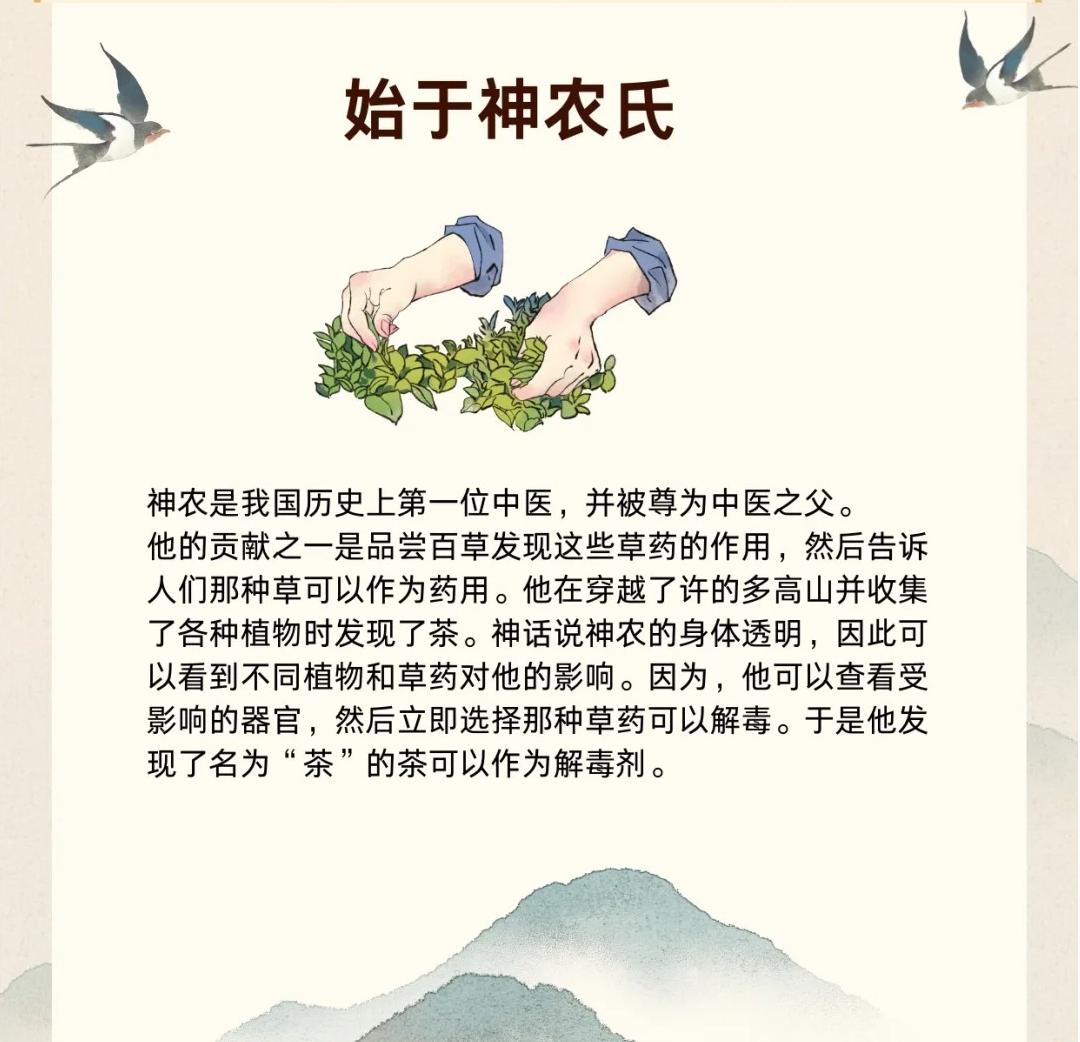 始于神农氏
神农是我国历史上第一位中医，并被尊为中医之父。
他的贡献之一是品尝百草发现这些草药的作用，然后告诉
人们那种草可以作为药用。他在穿越了许的多高山并收集
了各种植物时发现了茶。神话说神农的身体透明，因此可
以看到不同植物和草药对他的影响。因为，他可以查看受
影响的器官，然后立即选择那种草药可以解毒。于是他发
现了名为“茶”的茶可以作为解毒剂。